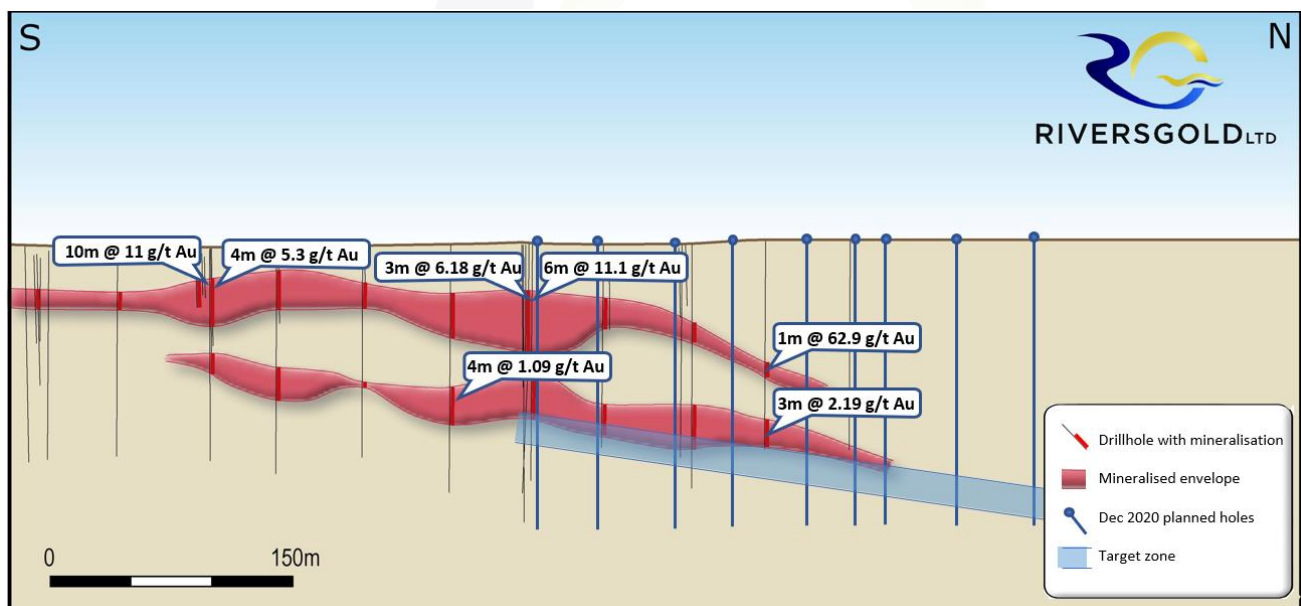 S
N
RIVERSGOLD LTD
10m @ 11 g/t Au
4m @ 5.3 g/t Au
3m @ 6.18 g/t Au
6m @ 11.1 g/t Au
1m @ 62.9 g/t Au
4m @ 1.09 g/t Au
3m @ 2.19 g/t Au
Drillhole with mineralisation
Mineralised envelope
Dec 2020 planned holes
Target zone
0
150m